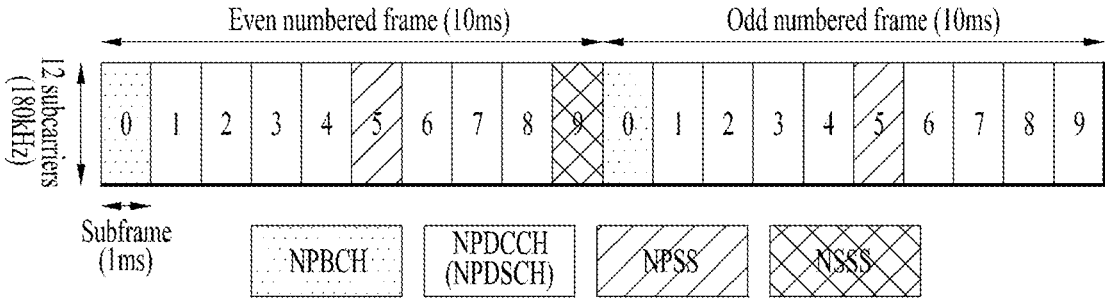 Even numbered frame (10ms) Odd numbered frame (10ms)
12 subcarriers
(180kHz)
0 1 2 3 4 5 6 7 8 9 0 1 2 3 4 5 6 7 8 9
Subframe
(1ms)
NPBCH
NPDCCH
(NPDSCH)
NPSS
NSSS